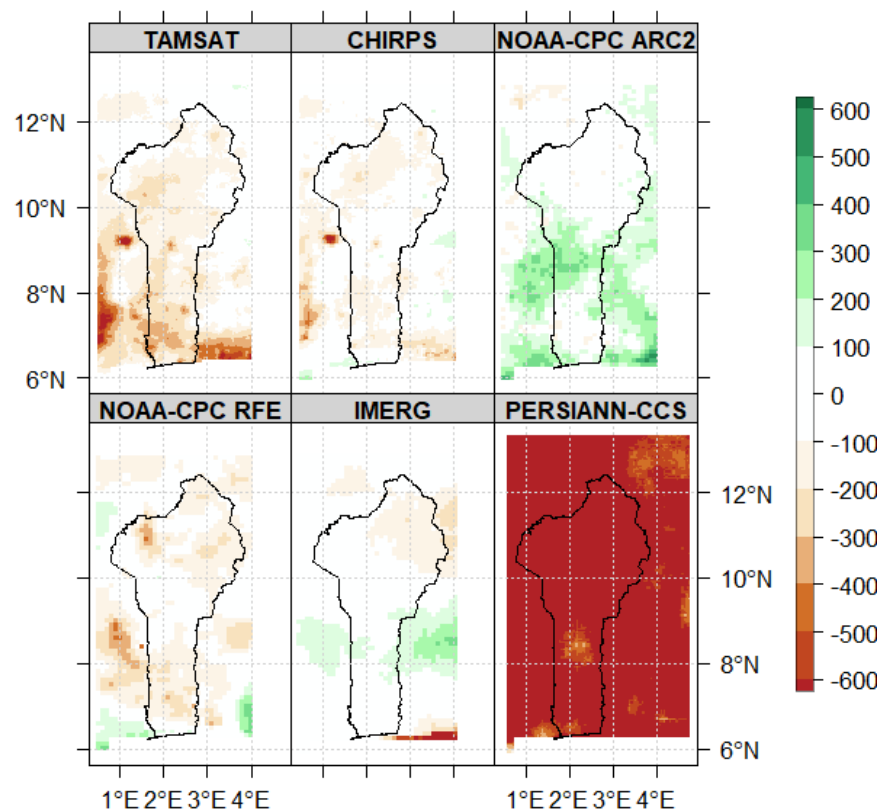 TAMSAT CHIRPS NOAA-CPC ARC2
12°N
10°N
8°N
6°N
NOAA-CPC RFE IMERG PERSIANN-CCS
12°N
10°N
8°N
6°N
1°E 2°E 3°E 4°E 1°E 2°E 3°E 4°E
600
500
400
300
200
100
0
-100
-200
-300
-400
-500
-600